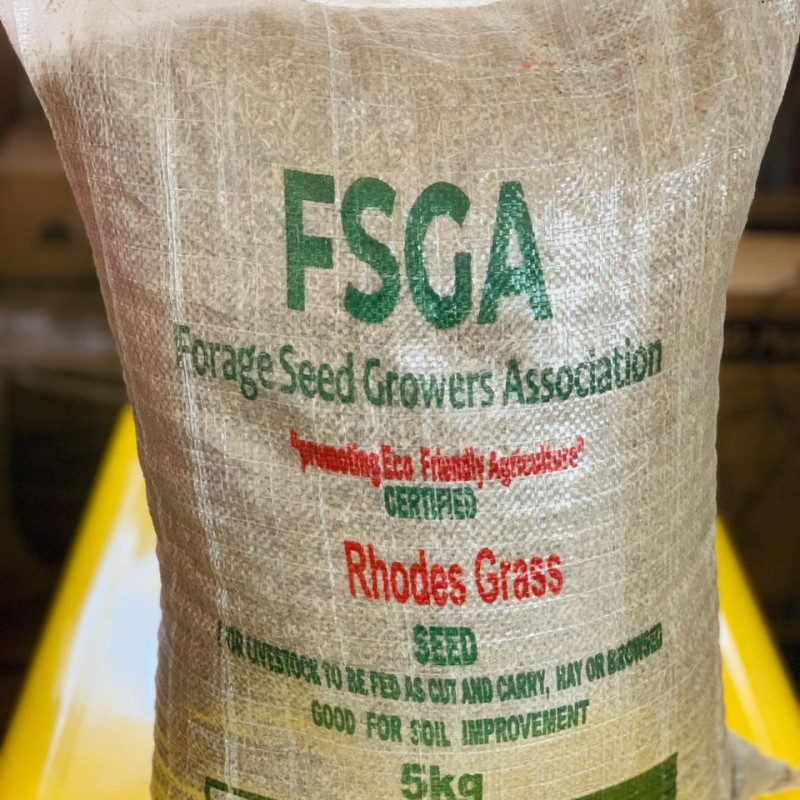 FSGA
Forage Seed Growers Association
"promoting Eco Friendly Agriculture"
CERTIFIED
Rhodes Grass
SEED
FOR LIVESTOCK TO BE FED AS CUT AND CARRY, HAY OR BROWSED
GOOD FOR SOIL IMPROVEMENT
5kg